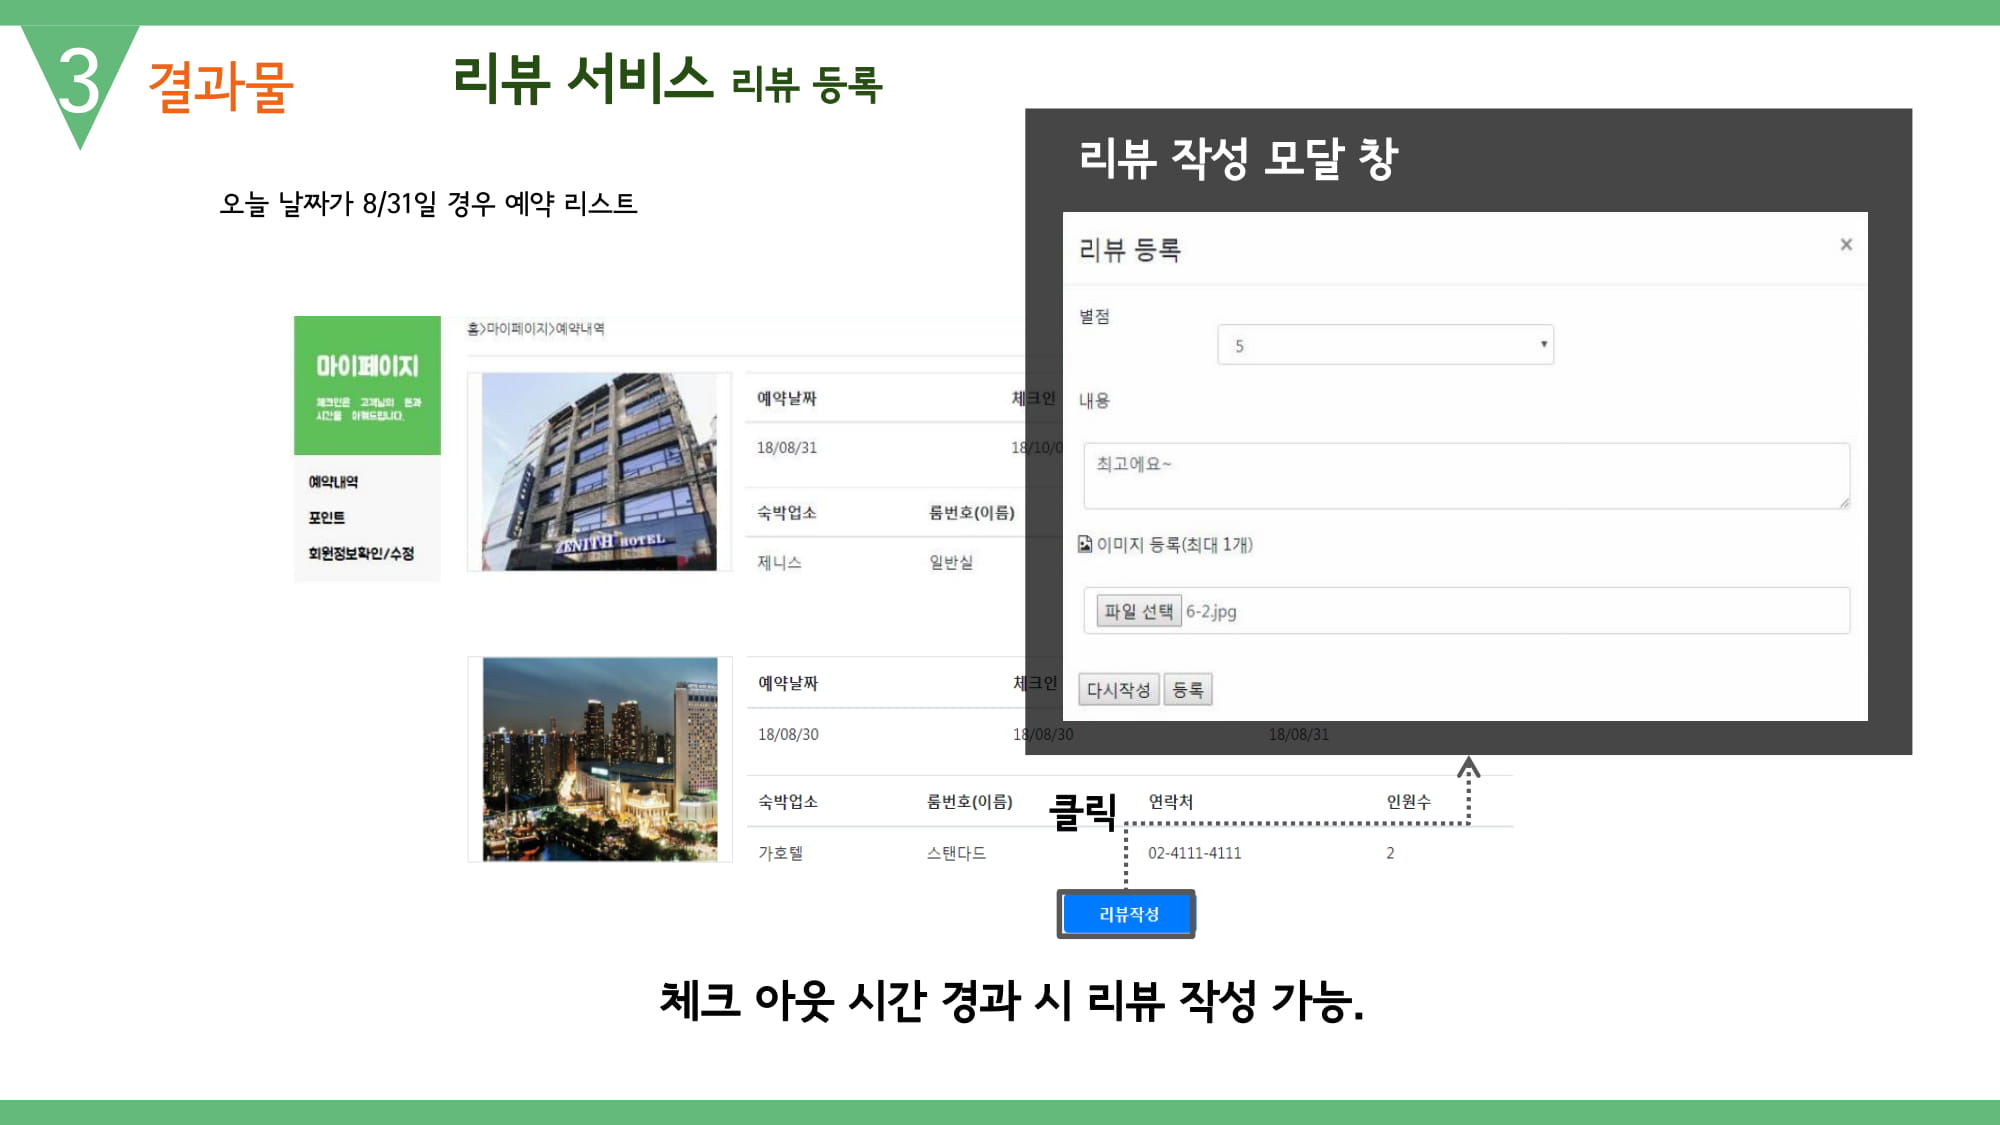 3
결과물
리뷰 서비스 리뷰 등록
오늘 날짜가 8/31일 경우 예약 리스트
리뷰 작성 모달 창
리뷰 등록 ×
별점
5
내용
최고에요~
이미지 등록(최대 1개)
파일 선택 6-2.jpg
다시작성 등록
마이페이지
체크인은 고객님의 돈과
시간을 아껴드립니다.
예약내역
포인트
회원정보확인/수정
홈>마이페이지>예약내역
ZENITH HOTEL
예약날짜 체크인
18/08/31 18/10/0
숙박업소 룸번호(이름)
제니스 일반실
예약날짜 체크인
18/08/30 18/08/30 18/08/31
숙박업소 룸번호(이름) 연락처 인원수
가호텔 스탠다드 02-4111-4111 2
클릭
리뷰작성
체크 아웃 시간 경과 시 리뷰 작성 가능.